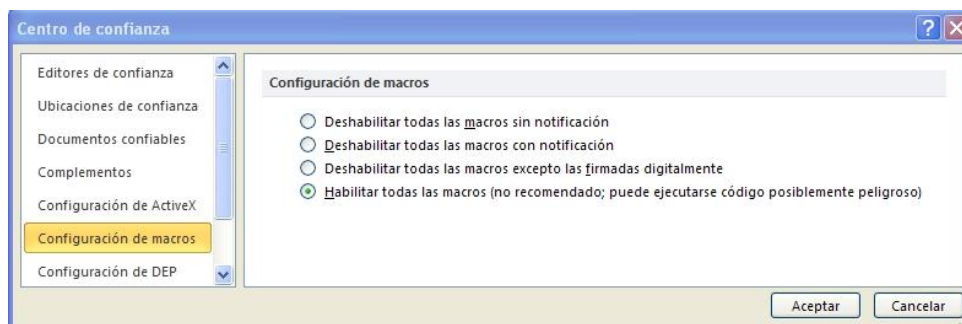 Centro de confianza
Editores de confianza
Ubicaciones de confianza
Documentos confiables
Complementos
Configuración de ActiveX
Configuración de macros
Configuración de DEP
Configuración de macros
Deshabilitar todas las macros sin notificación
Deshabilitar todas las macros con notificación
Deshabilitar todas las macros excepto las firmadas digitalmente
Habilitar todas las macros (no recomendado; puede ejecutarse código posiblemente peligroso)
Aceptar Cancelar